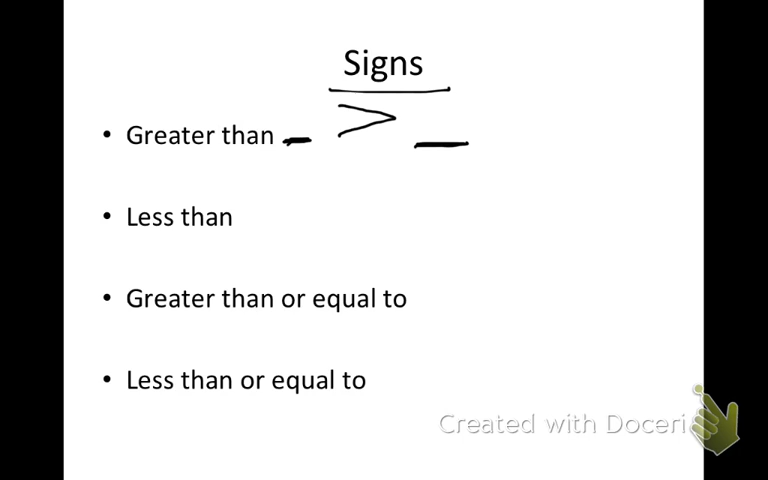 Signs
• Greater than _ > _
• Less than
• Greater than or equal to
• Less than or equal to
Created with Doceri